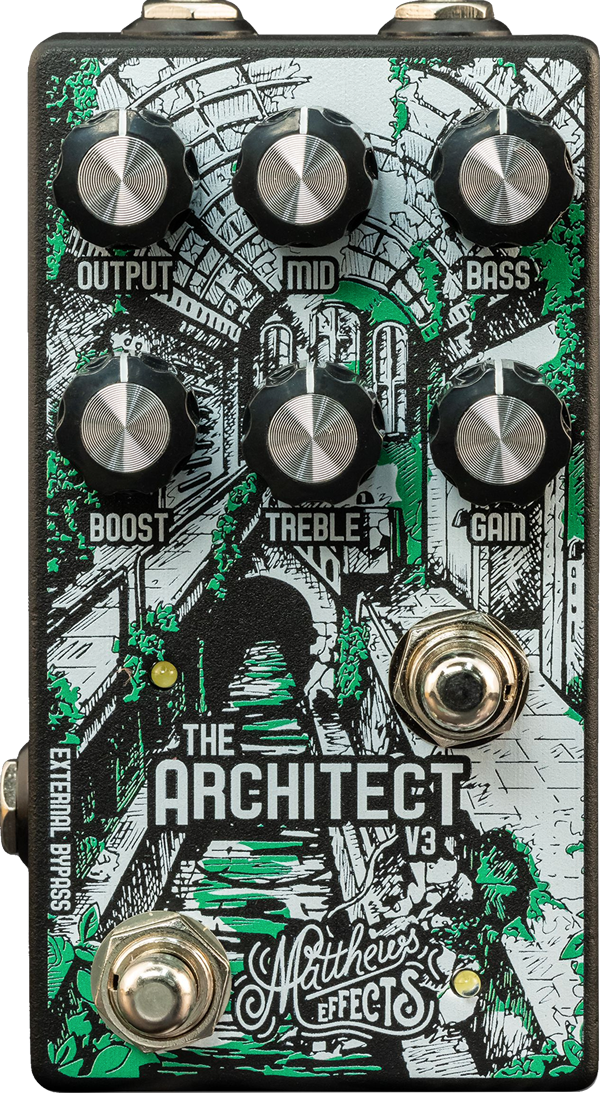 OUTPUT MID BASS
BOOST TREBLE GAIN
THE
ARCHITECT
V3
EXTERNAL BYPASS
Matthews
EFFECTS